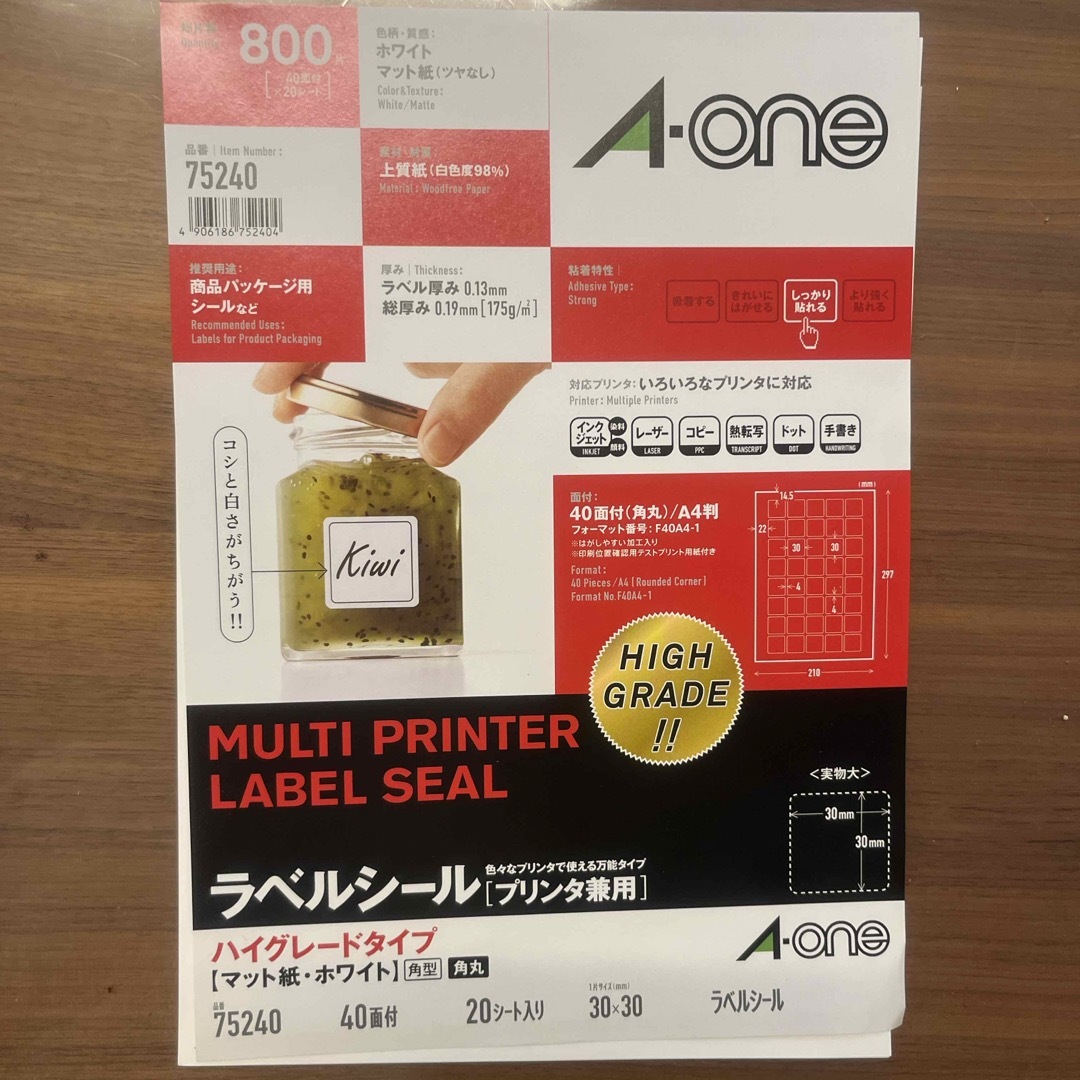 総片数:
Quantity:
800片
[40面付
×20シート]
色柄・質感:
ホワイト
マット紙(ツヤなし)
Color&Texture:
White/Matte
A-one
品番 | Item Number:
75240
4 906186 752404
素材・材質
上質紙(白色度98%)
Material: Woodfree Paper
推奨用途:
商品パッケージ用
シールなど
Recommended Uses:
Labels for Product Packaging
厚み | Thickness:
ラベル厚み 0.13mm
総厚み 0.19mm[175g/㎡]
粘着特性 |
Adhesive Type:
Strong
吸着する
きれいに
はがせる
しっかり
貼れる
より強く
貼れる
対応プリンタ:いろいろなプリンタに対応
Printer: Multiple Printers
インク
ジェット
INKJET
染料
顔料
レーザー
LASER
コピー
PPC
熱転写
TRANSCRIPT
ドット
DOT
手書き
HANDWRITING
コシと白さがちがう!!
Kiwi
面付:
40面付(角丸)/A4判
フォーマット番号:F40A4-1
※はがしやすい加工入り
※印刷位置確認用テストプリント用紙付き
Format:
40 Pieces/A4 [Rounded Corner]
Format No.F40A4-1
(mm)
14.5
22
30
30
4
4
297
210
HIGH
GRADE
!!
MULTI PRINTER
LABEL SEAL
<実物大>
30mm
30mm
色々なプリンタで使える万能タイプ
ラベルシール[プリンタ兼用]
ハイグレードタイプ
【マット紙・ホワイト】 角型 角丸
A-one
品番
75240
40面付
20シート入り
1片サイズ(mm)
30×30
ラベルシール